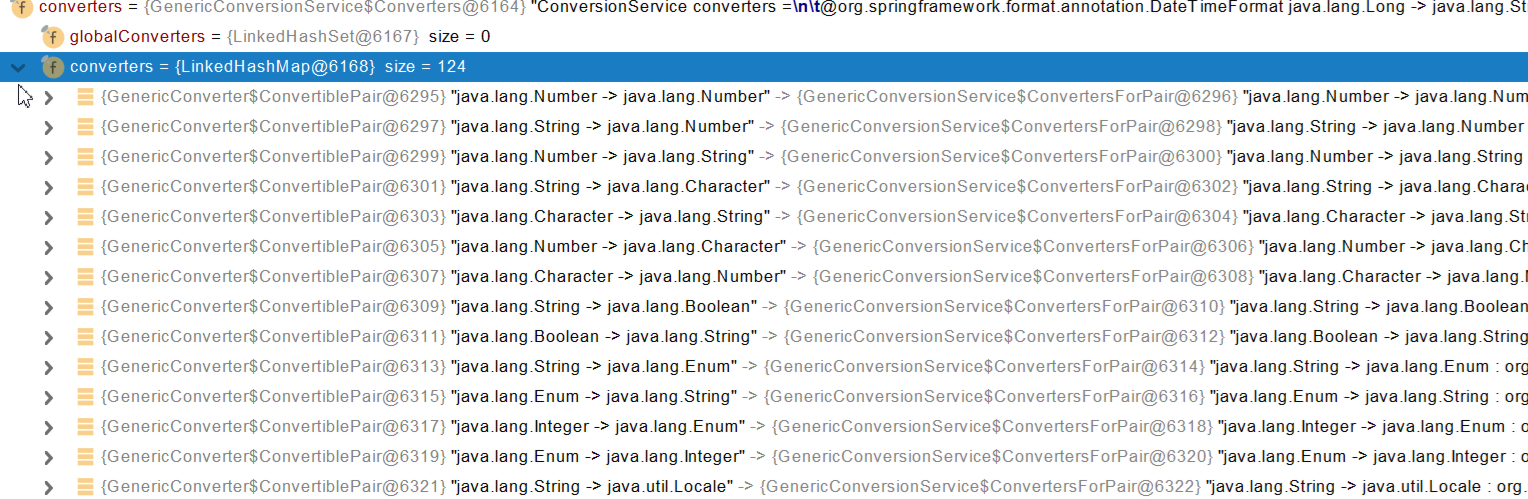 f converters = {GenericConversionService$Converters@6164} "ConversionService converters =\n\t@org.springframework.format.annotation.DateTimeFormat java.lang.Long -> java.lang.St
f globalConverters = {LinkedHashSet@6167} size = 0
f converters = {LinkedHashMap@6168} size = 124
{GenericConverter$ConvertiblePair@6295} "java.lang.Number -> java.lang.Number" -> {GenericConversionService$ConvertersForPair@6296} "java.lang.Number -> java.lang.Num
{GenericConverter$ConvertiblePair@6297} "java.lang.String -> java.lang.Number" -> {GenericConversionService$ConvertersForPair@6298} "java.lang.String -> java.lang.Number
{GenericConverter$ConvertiblePair@6299} "java.lang.Number -> java.lang.String" -> {GenericConversionService$ConvertersForPair@6300} "java.lang.Number -> java.lang.String
{GenericConverter$ConvertiblePair@6301} "java.lang.String -> java.lang.Character" -> {GenericConversionService$ConvertersForPair@6302} "java.lang.String -> java.lang.Charac
{GenericConverter$ConvertiblePair@6303} "java.lang.Character -> java.lang.String" -> {GenericConversionService$ConvertersForPair@6304} "java.lang.Character -> java.lang.Str
{GenericConverter$ConvertiblePair@6305} "java.lang.Number -> java.lang.Character" -> {GenericConversionService$ConvertersForPair@6306} "java.lang.Number -> java.lang.Ch
{GenericConverter$ConvertiblePair@6307} "java.lang.Character -> java.lang.Number" -> {GenericConversionService$ConvertersForPair@6308} "java.lang.Character -> java.lang.N
{GenericConverter$ConvertiblePair@6309} "java.lang.String -> java.lang.Boolean" -> {GenericConversionService$ConvertersForPair@6310} "java.lang.String -> java.lang.Boolean
{GenericConverter$ConvertiblePair@6311} "java.lang.Boolean -> java.lang.String" -> {GenericConversionService$ConvertersForPair@6312} "java.lang.Boolean -> java.lang.String
{GenericConverter$ConvertiblePair@6313} "java.lang.String -> java.lang.Enum" -> {GenericConversionService$ConvertersForPair@6314} "java.lang.String -> java.lang.Enum : org
{GenericConverter$ConvertiblePair@6315} "java.lang.Enum -> java.lang.String" -> {GenericConversionService$ConvertersForPair@6316} "java.lang.Enum -> java.lang.String : org
{GenericConverter$ConvertiblePair@6317} "java.lang.Integer -> java.lang.Enum" -> {GenericConversionService$ConvertersForPair@6318} "java.lang.Integer -> java.lang.Enum : o
{GenericConverter$ConvertiblePair@6319} "java.lang.Enum -> java.lang.Integer" -> {GenericConversionService$ConvertersForPair@6320} "java.lang.Enum -> java.lang.Integer : o
{GenericConverter$ConvertiblePair@6321} "java.lang.String -> java.util.Locale" -> {GenericConversionService$ConvertersForPair@6322} "java.lang.String -> java.util.Locale : org.